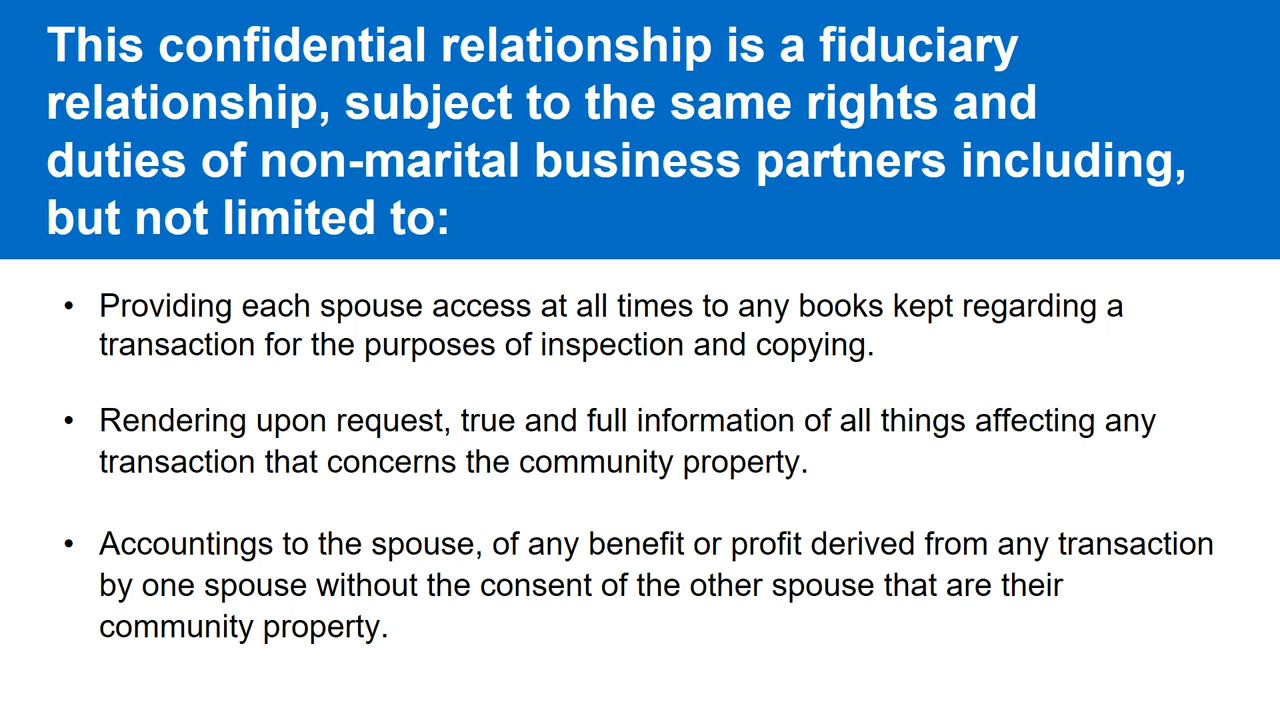 This confidential relationship is a fiduciary
relationship, subject to the same rights and
duties of non-marital business partners including,
but not limited to:
• Providing each spouse access at all times to any books kept regarding a
transaction for the purposes of inspection and copying.
• Rendering upon request, true and full information of all things affecting any
transaction that concerns the community property.
• Accountings to the spouse, of any benefit or profit derived from any transaction
by one spouse without the consent of the other spouse that are their
community property.